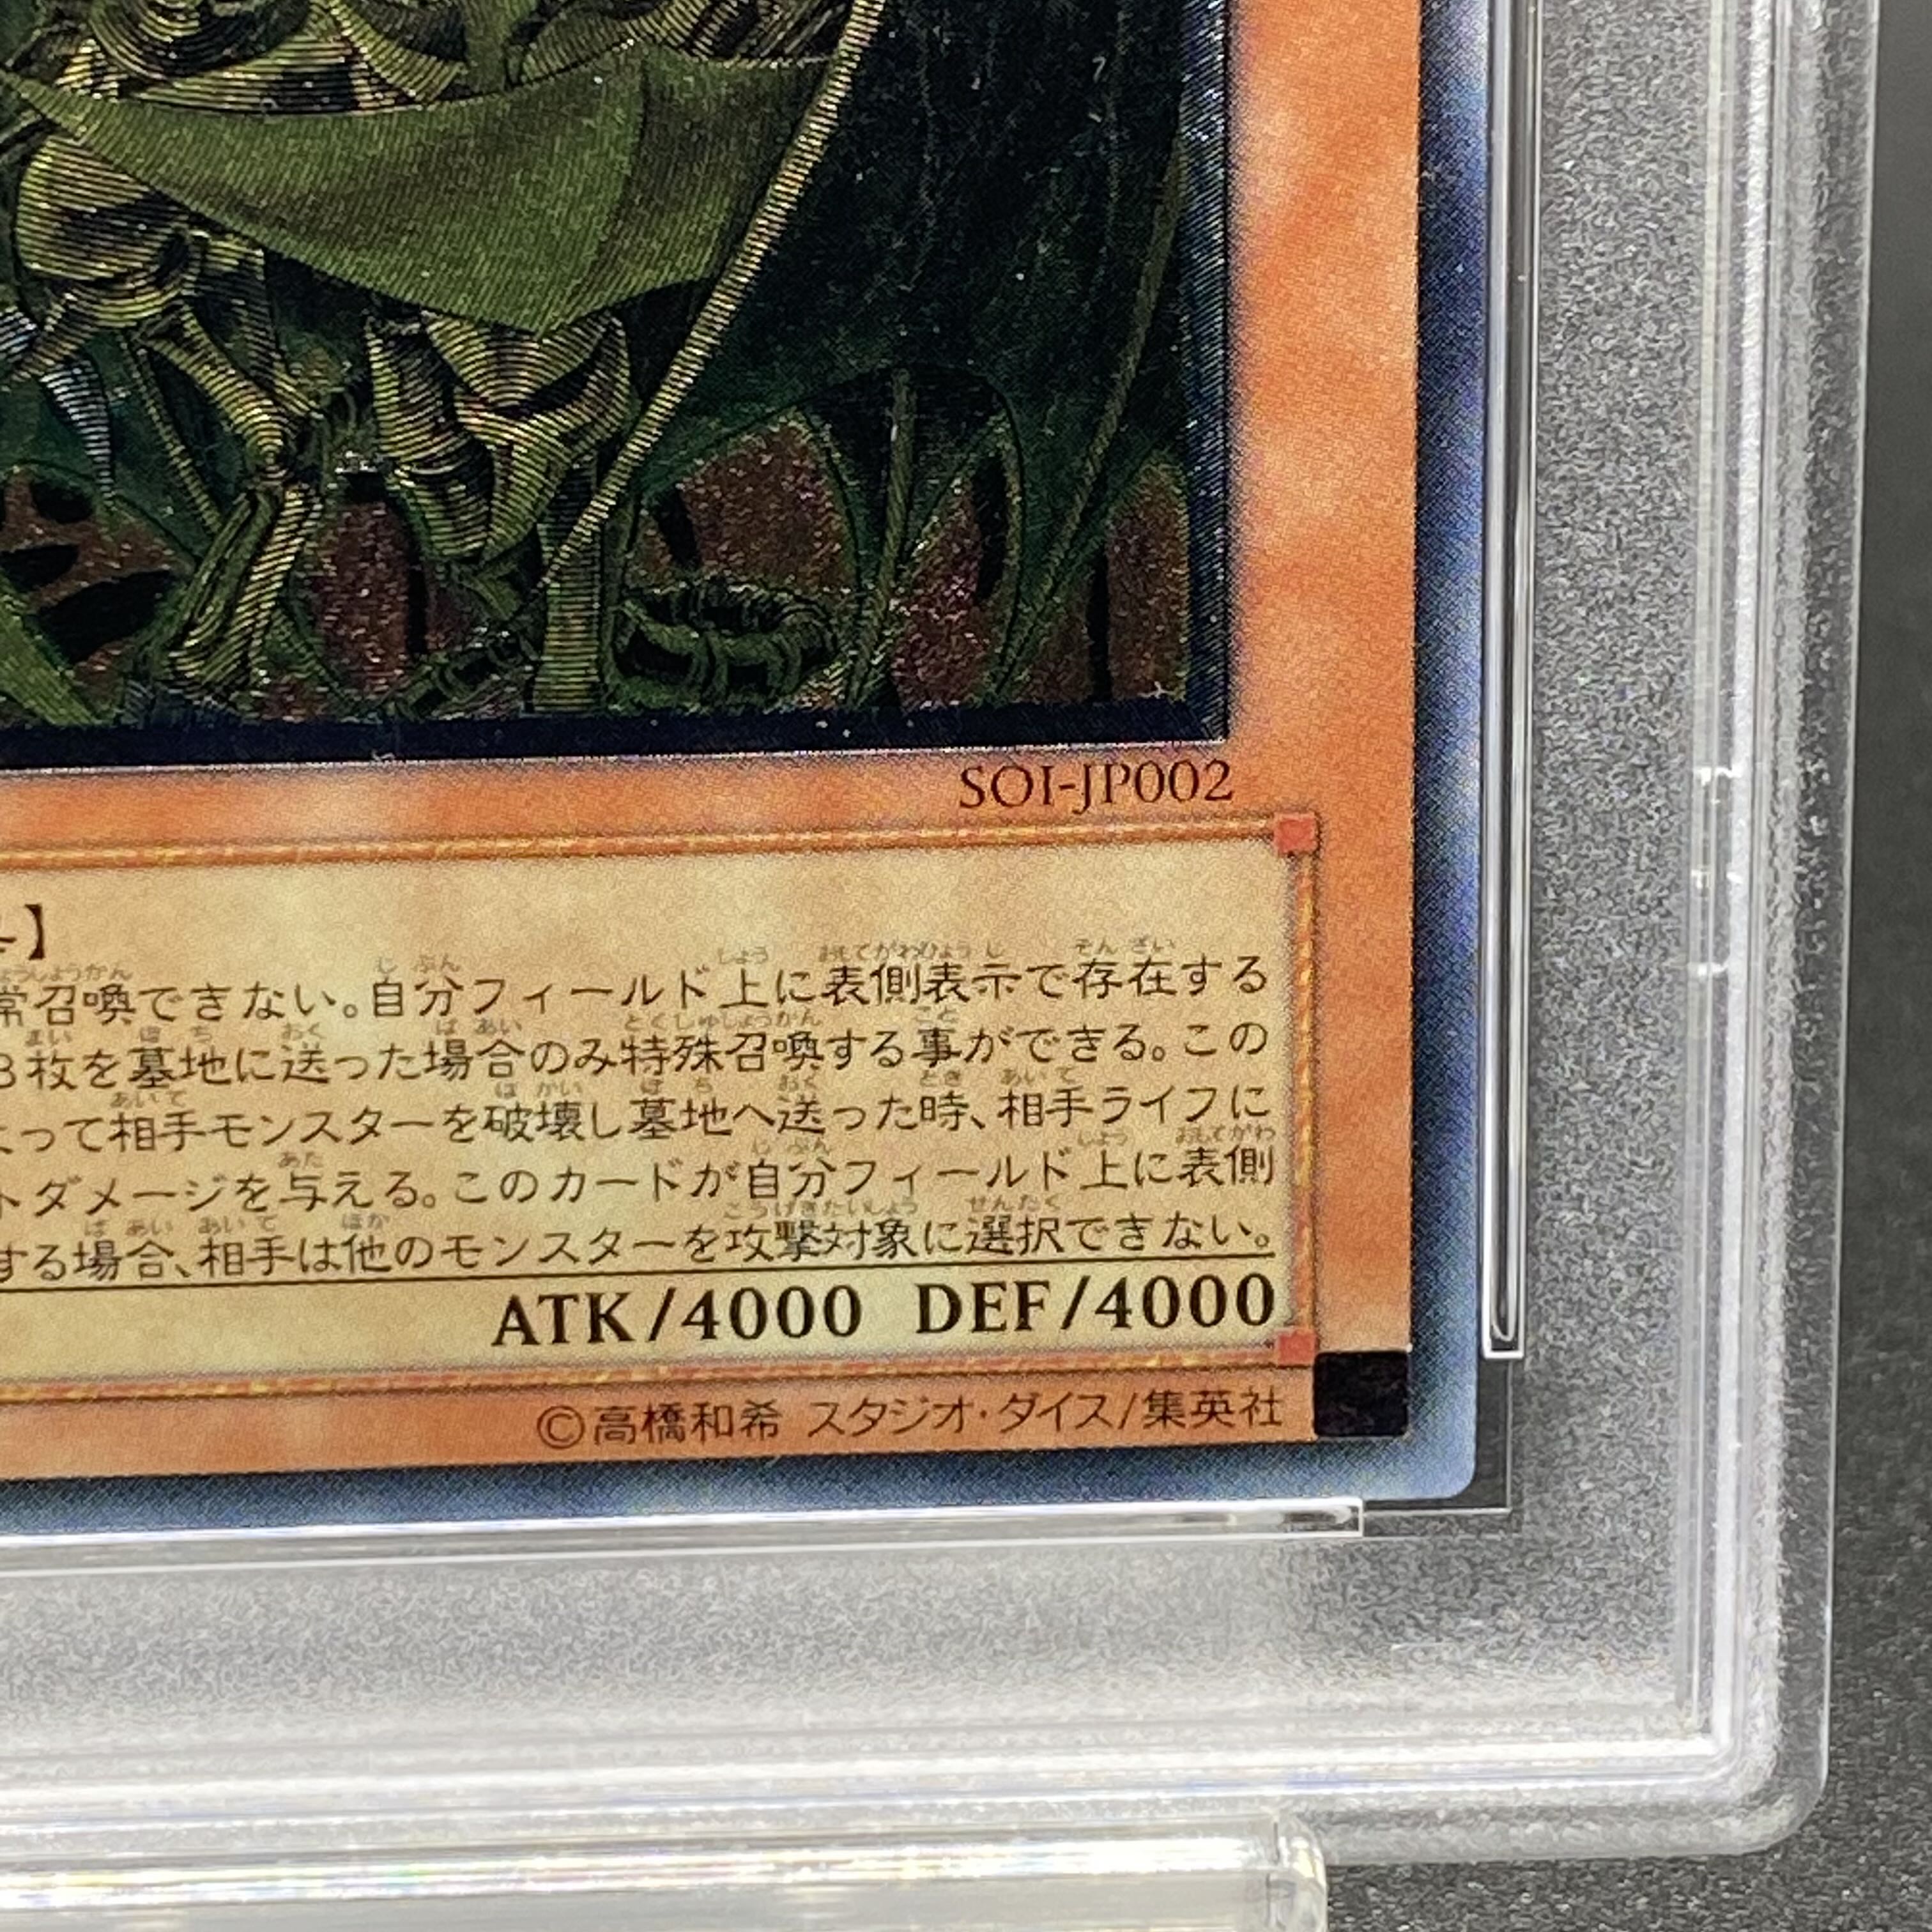 SOI-JP002
】
常召喚できない。自分フィールド上に表側表示で存在する
3枚を墓地に送った場合のみ特殊召喚する事ができる。この
よって相手モンスターを破壊し墓地へ送った時、相手ライフに
トダメージを与える。このカードが自分フィールド上に表側
する場合、相手は他のモンスターを攻撃対象に選択できない。
ATK/4000 DEF/4000
©高橋和希 スタジオ・ダイス/集英社